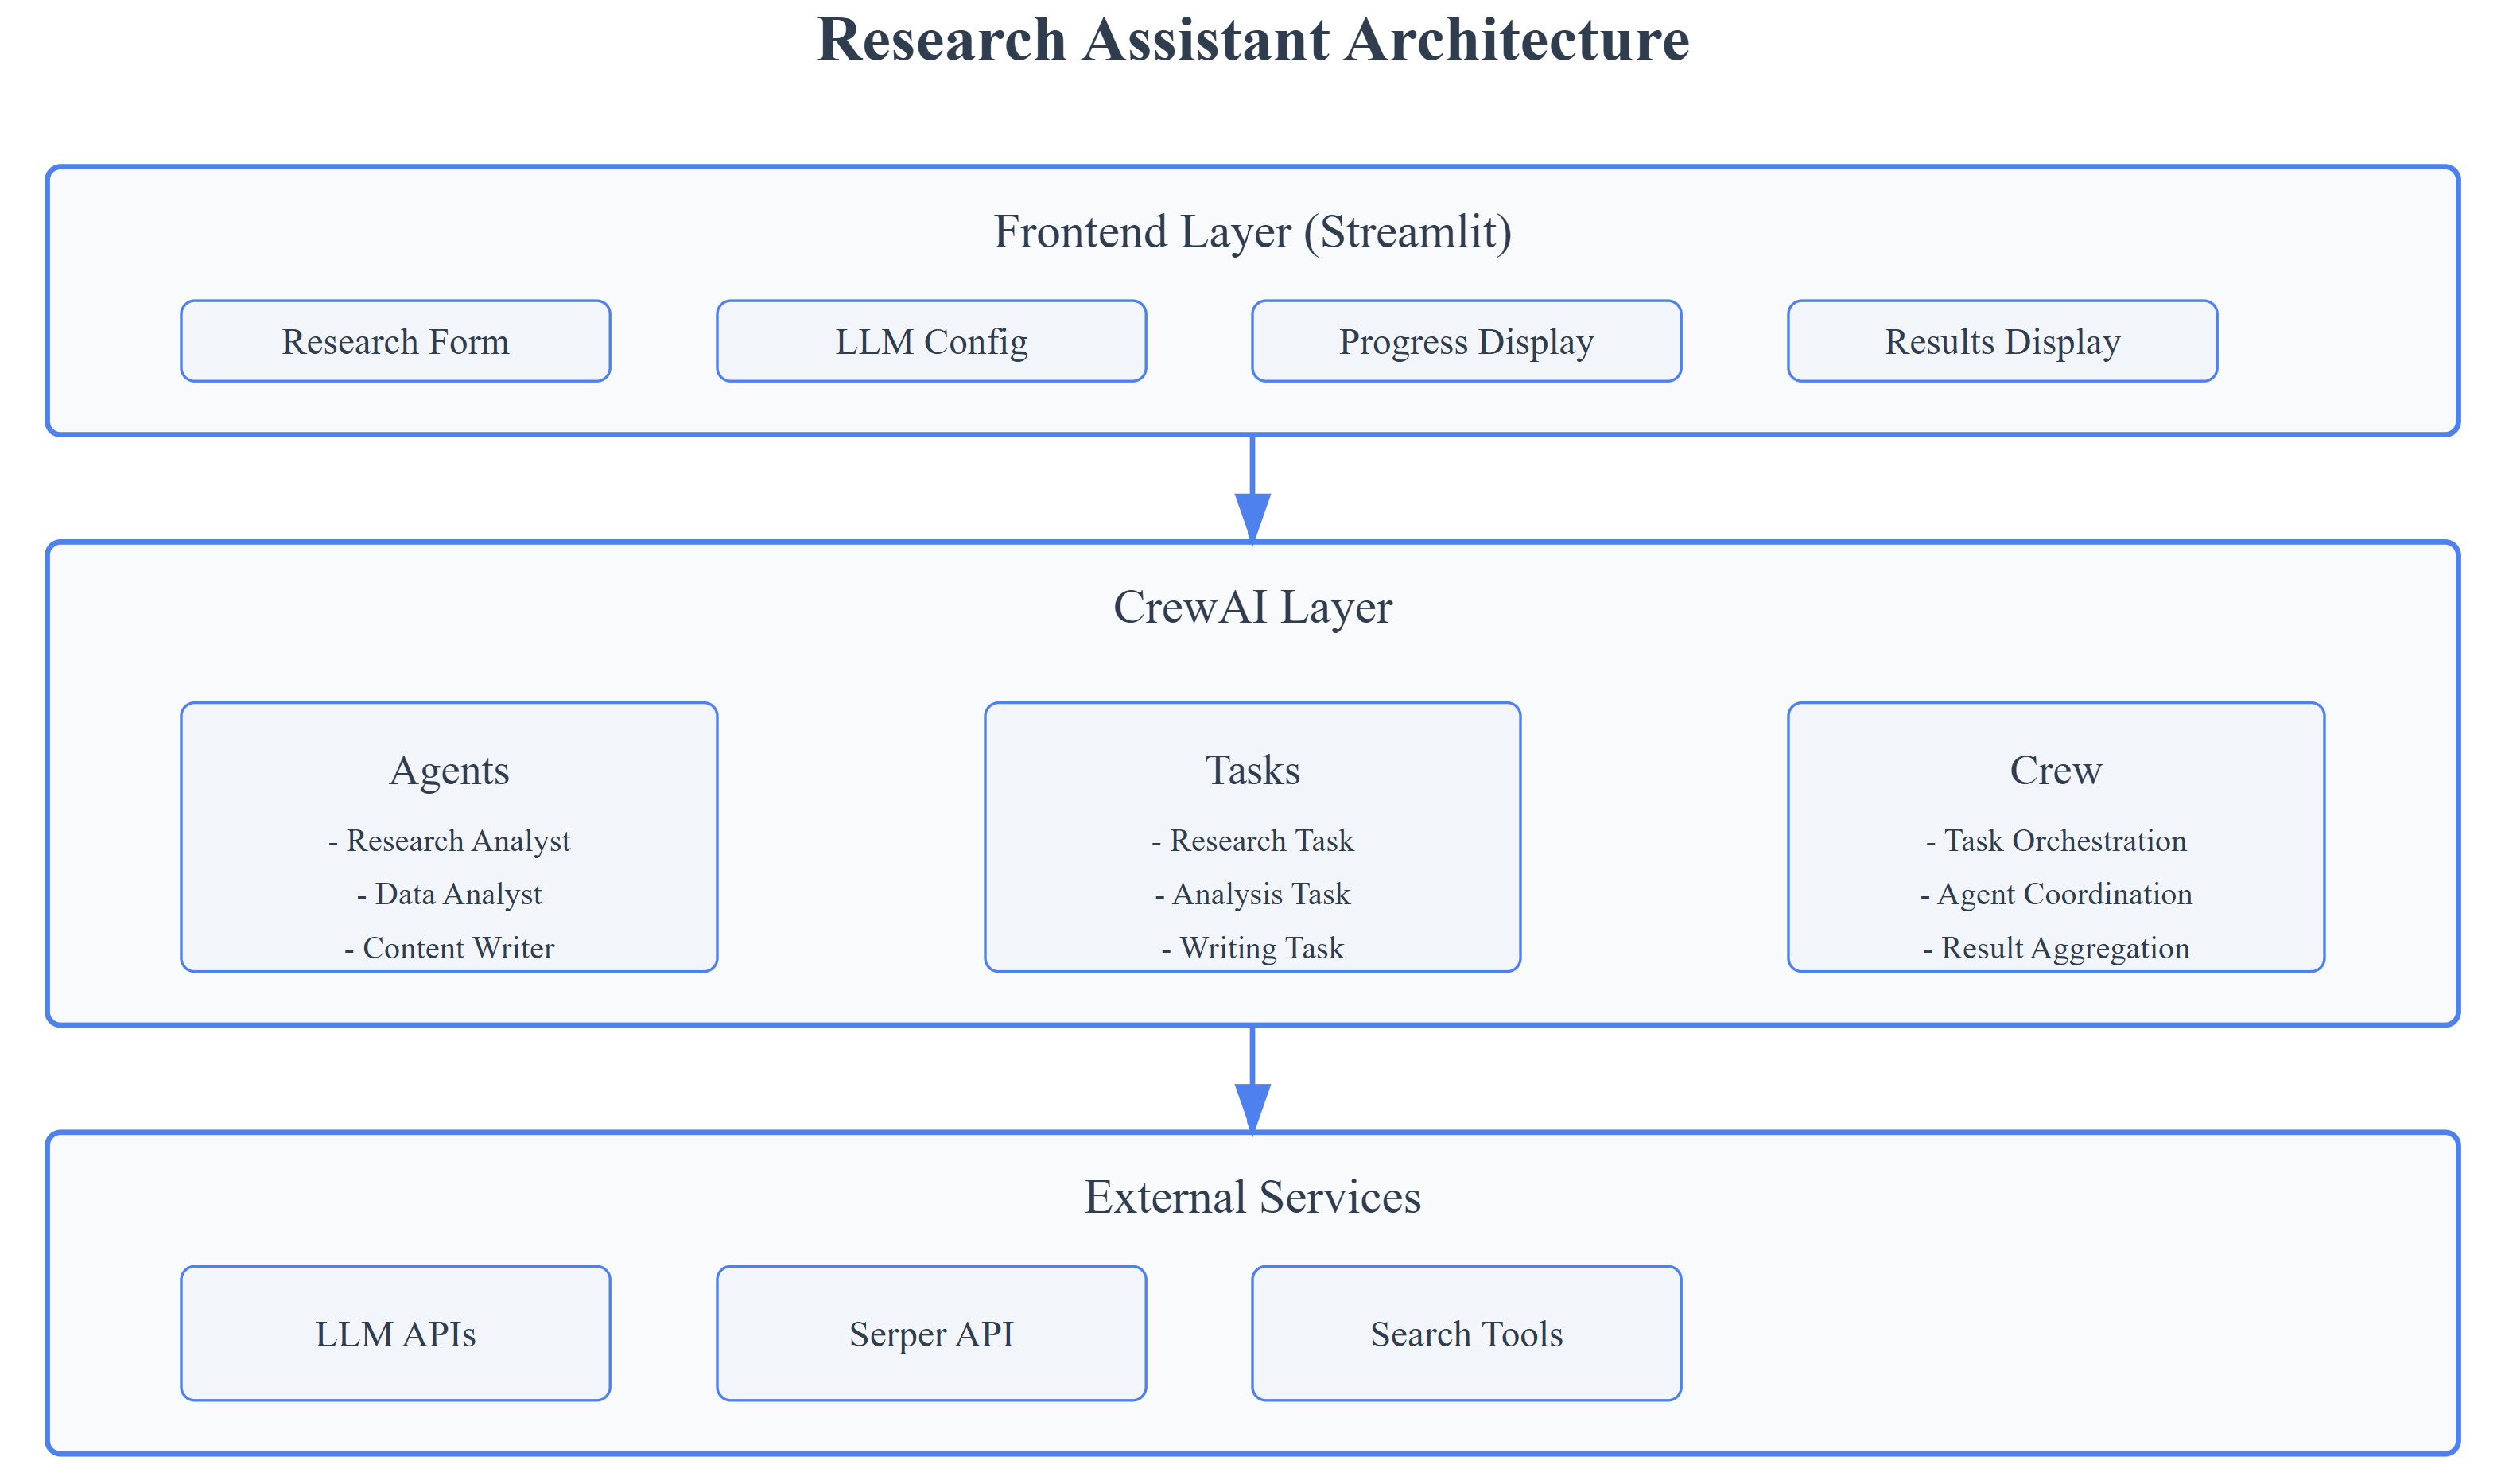 Research Assistant Architecture
Frontend Layer (Streamlit)
Research Form
LLM Config
Progress Display
Results Display
CrewAI Layer
Agents
- Research Analyst
- Data Analyst
- Content Writer
Tasks
- Research Task
- Analysis Task
- Writing Task
Crew
- Task Orchestration
- Agent Coordination
- Result Aggregation
External Services
LLM APIs
Serper API
Search Tools